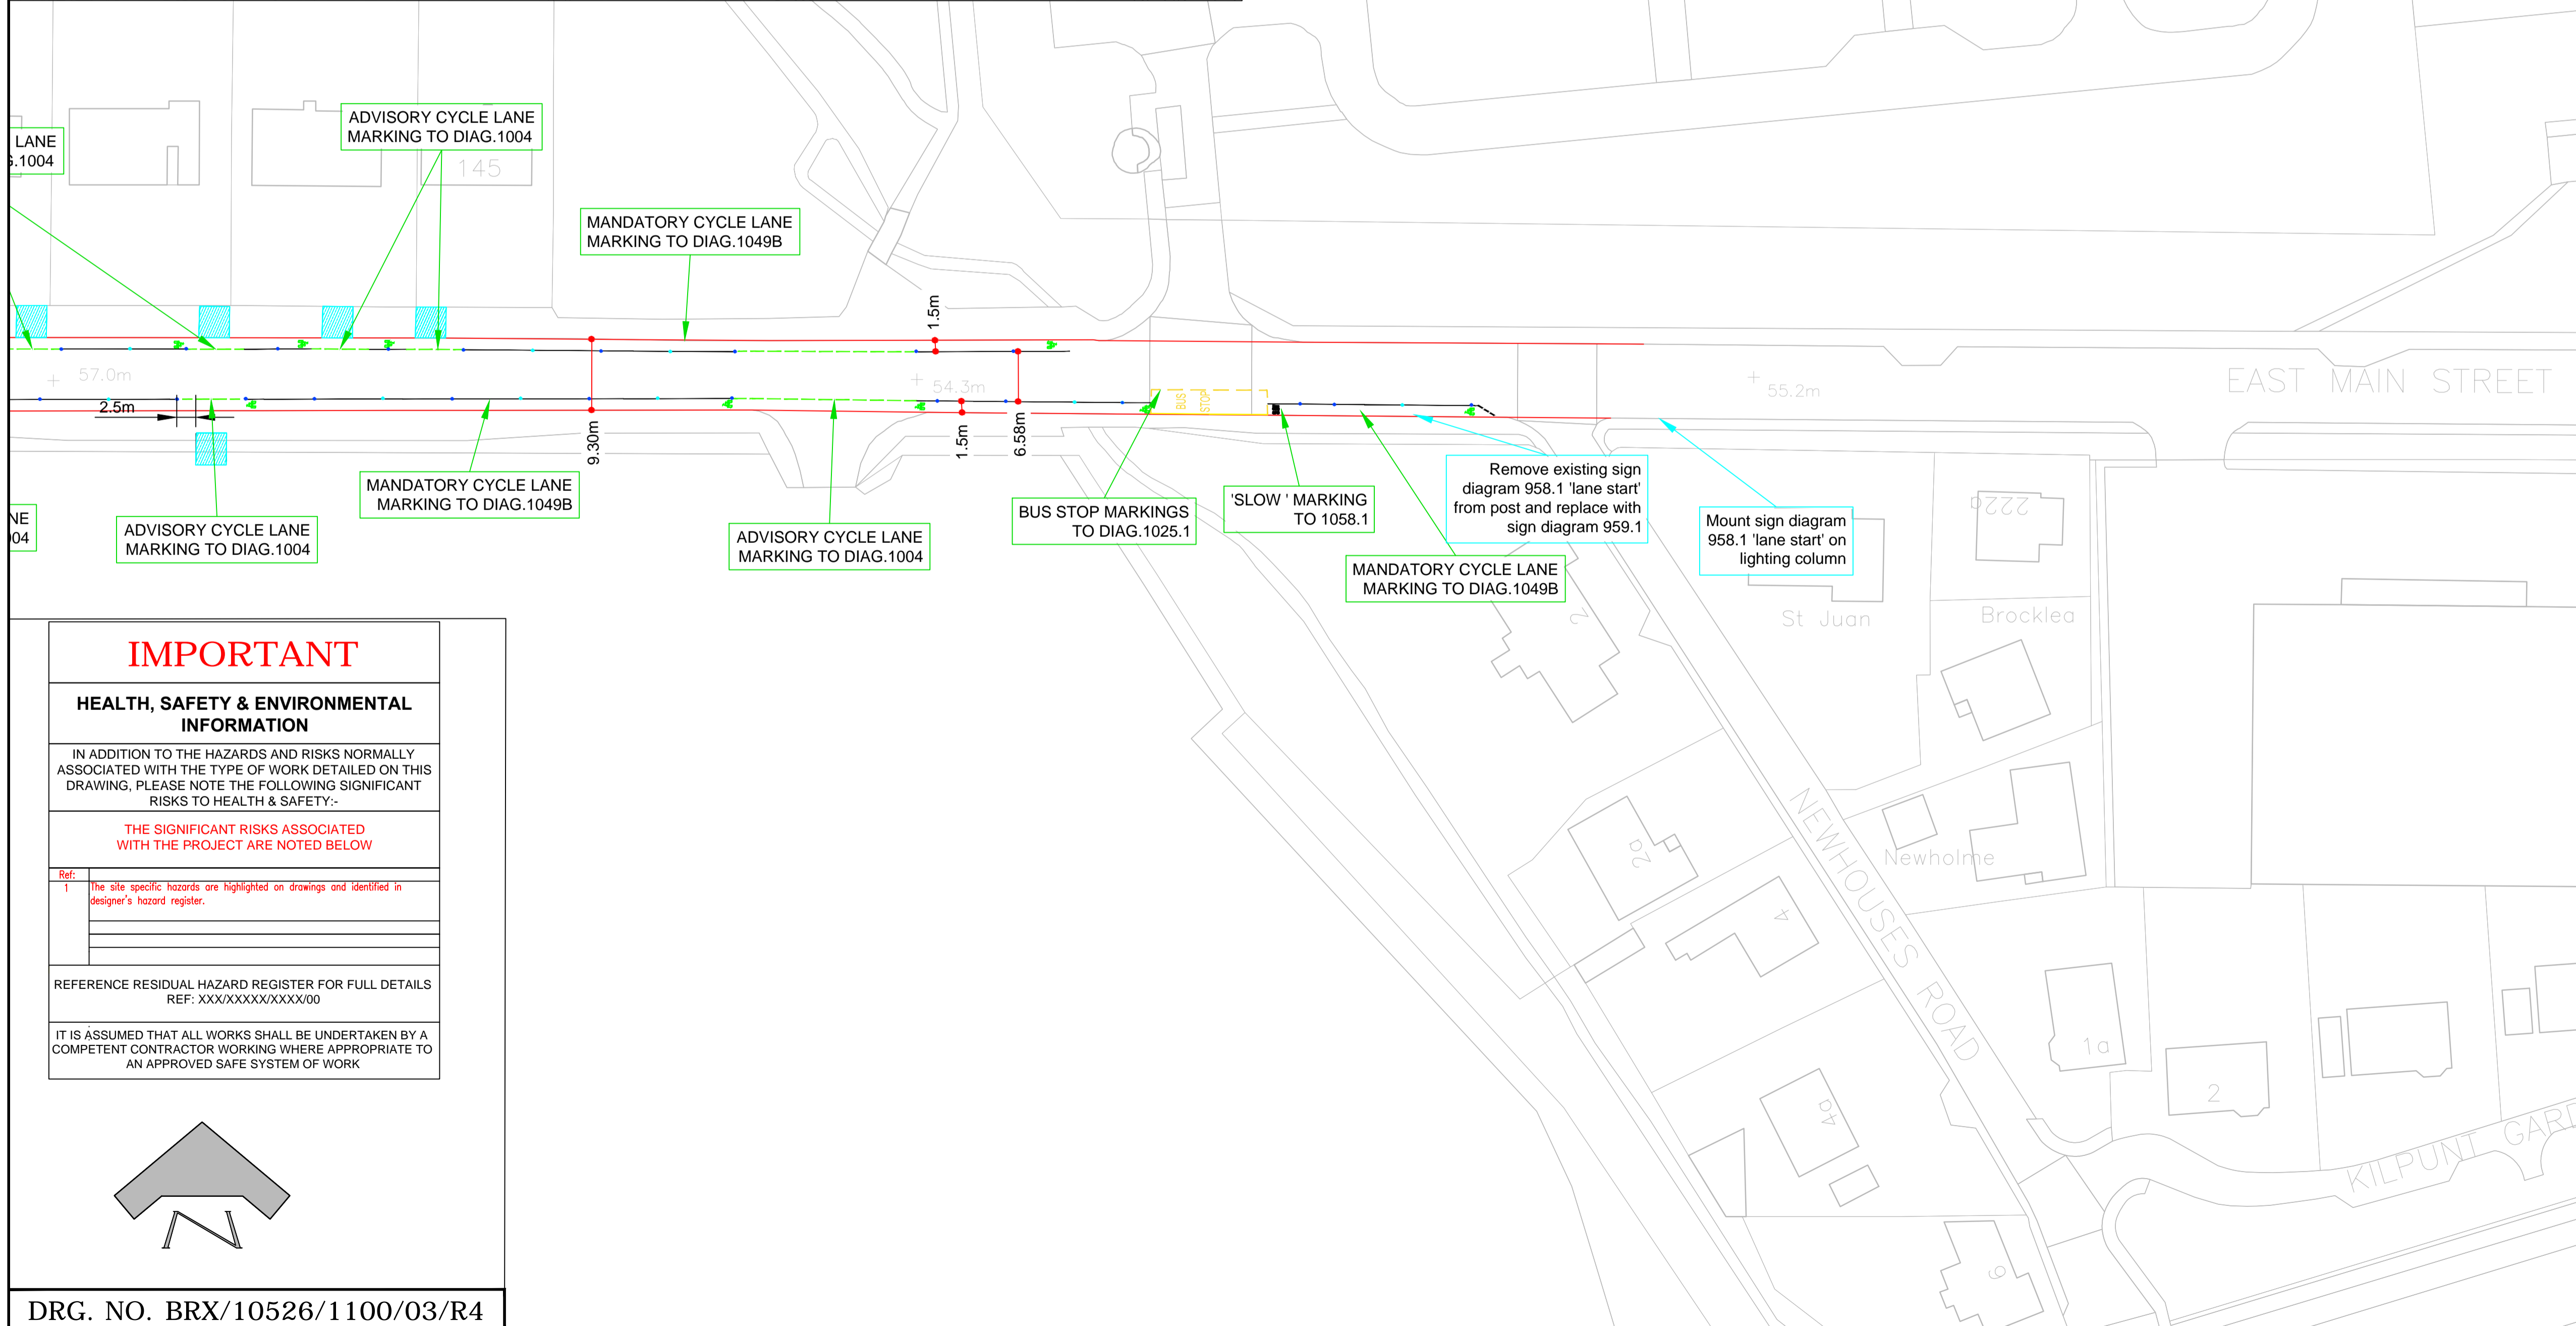 LANE
.1004
ADVISORY CYCLE LANE
MARKING TO DIAG.1004
145
MANDATORY CYCLE LANE
MARKING TO DIAG.1049B
1.5m
57.0m
54.3m
55.2m
EAST MAIN STREET
BUS
STOP
2.5m
9.30m
1.5m
6.58m
MANDATORY CYCLE LANE
MARKING TO DIAG.1049B
NE
04
ADVISORY CYCLE LANE
MARKING TO DIAG.1004
ADVISORY CYCLE LANE
MARKING TO DIAG.1004
BUS STOP MARKINGS
TO DIAG.1025.1
'SLOW ' MARKING
TO 1058.1
Remove existing sign
diagram 958.1 'lane start'
from post and replace with
sign diagram 959.1
Mount sign diagram
958.1 'lane start' on
lighting column
MANDATORY CYCLE LANE
MARKING TO DIAG.1049B
222a
St Juan
Brocklea
2
2a
4
4a
6
Newholme
NEWHOUSES ROAD
1a
2
KILPUNT GARD
IMPORTANT
HEALTH, SAFETY & ENVIRONMENTAL
INFORMATION
IN ADDITION TO THE HAZARDS AND RISKS NORMALLY
ASSOCIATED WITH THE TYPE OF WORK DETAILED ON THIS
DRAWING, PLEASE NOTE THE FOLLOWING SIGNIFICANT
RISKS TO HEALTH & SAFETY:-
THE SIGNIFICANT RISKS ASSOCIATED
WITH THE PROJECT ARE NOTED BELOW
Ref:
1 The site specific hazards are highlighted on drawings and identified in
designer's hazard register.
REFERENCE RESIDUAL HAZARD REGISTER FOR FULL DETAILS
REF: XXX/XXXXX/XXXX/00
IT IS ASSUMED THAT ALL WORKS SHALL BE UNDERTAKEN BY A
COMPETENT CONTRACTOR WORKING WHERE APPROPRIATE TO
AN APPROVED SAFE SYSTEM OF WORK
N
DRG. NO. BRX/10526/1100/03/R4